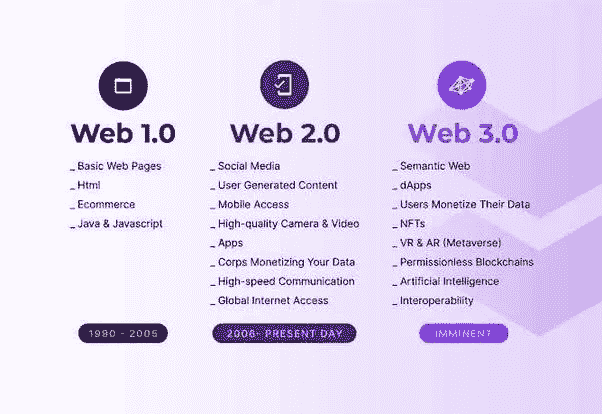 Web 1.0
_ Basic Web Pages
_ Html
_ Ecommerce
_ Java & Javascript
1990 - 2005
Web 2.0
_ Social Media
_ User Generated Content
_ Mobile Access
_ High-quality Camera & Video
_ Apps
_ Corps Monetizing Your Data
_ High-speed Communication
_ Global Internet Access
2006- PRESENT DAY
Web 3.0
_ Semantic Web
_ dApps
_ Users Monetize Their Data
_ NFTs
_ VR & AR (Metaverse)
_ Permissionless Blockchains
_ Artificial Intelligence
_ Interoperability
IMMINENT